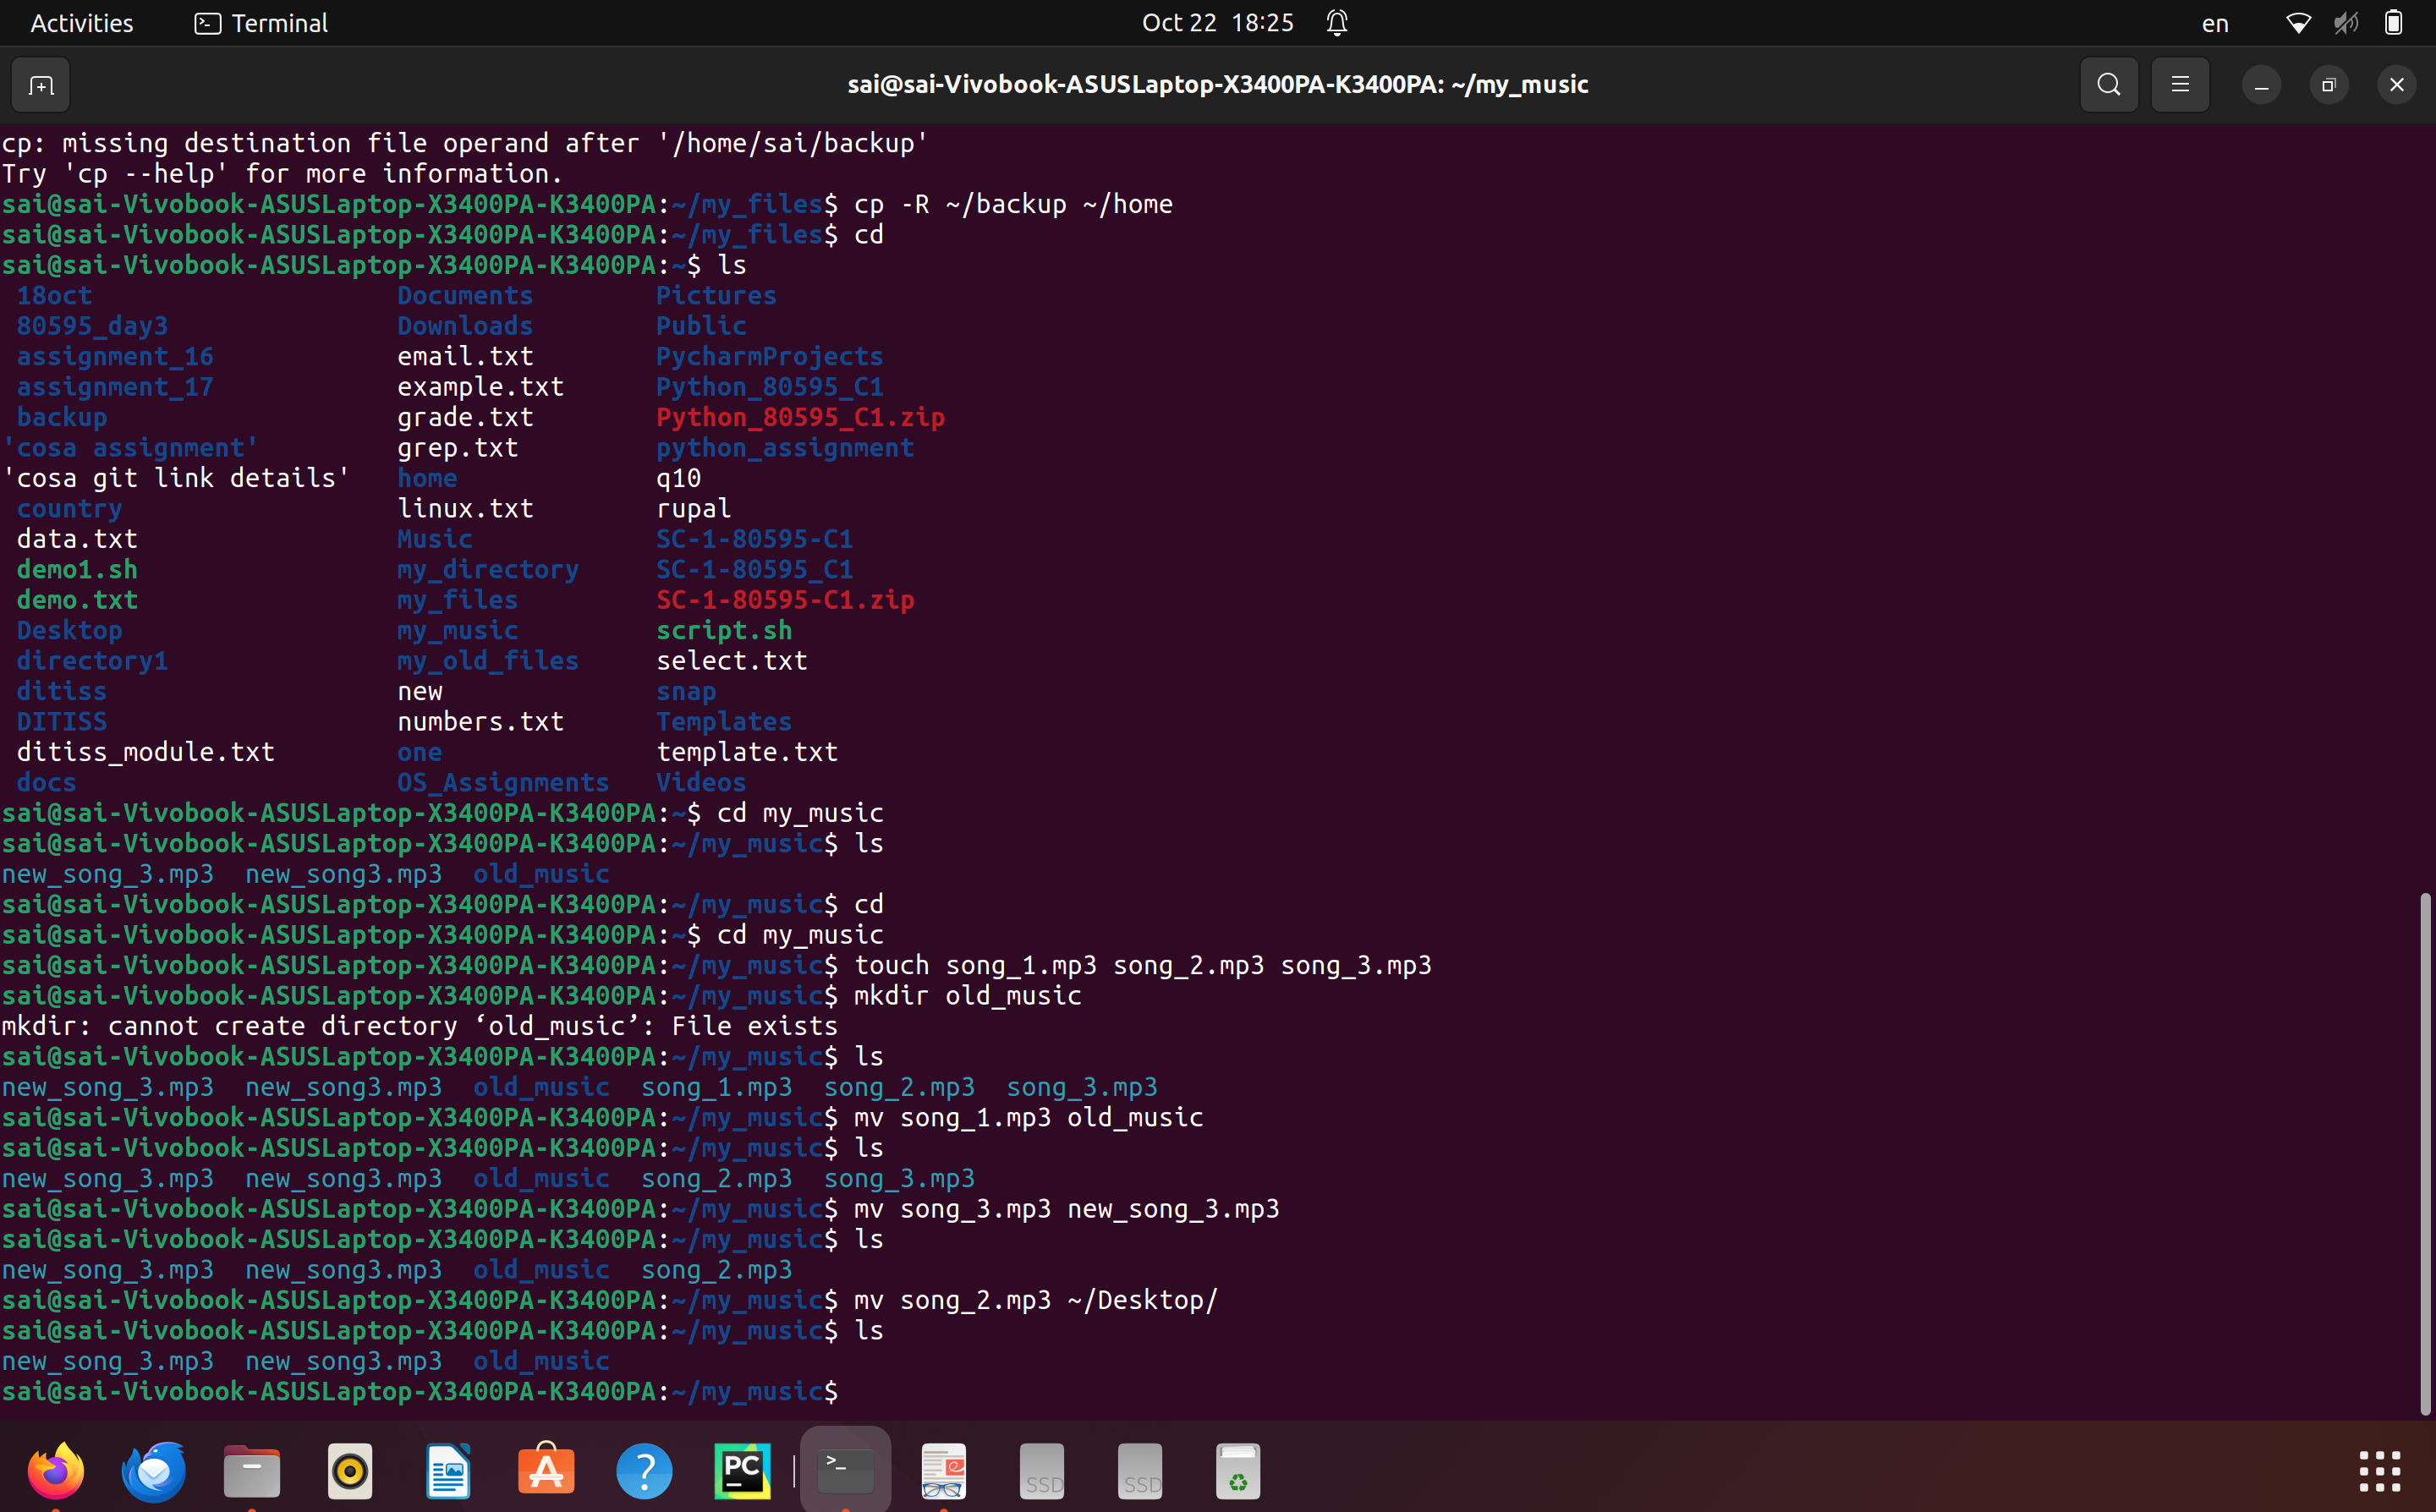 Activities Terminal Oct 22 18:25 en
sai@sai-Vivobook-ASUSLaptop-X3400PA-K3400PA: ~/my_music
cp: missing destination file operand after '/home/sai/backup'
Try 'cp --help' for more information.
sai@sai-Vivobook-ASUSLaptop-X3400PA-K3400PA:~/my_files$ cp -R ~/backup ~/home
sai@sai-Vivobook-ASUSLaptop-X3400PA-K3400PA:~/my_files$ cd
sai@sai-Vivobook-ASUSLaptop-X3400PA-K3400PA:~$ ls
18oct Documents Pictures
80595_day3 Downloads Public
assignment_16 email.txt PycharmProjects
assignment_17 example.txt Python_80595_C1
backup grade.txt Python_80595_C1.zip
'cosa assignment' grep.txt python_assignment
'cosa git link details' home q10
country linux.txt rupal
data.txt Music SC-1-80595-C1
demo1.sh my_directory SC-1-80595_C1
demo.txt my_files SC-1-80595-C1.zip
Desktop my_music script.sh
directory1 my_old_files select.txt
ditiss new snap
DITISS numbers.txt Templates
ditiss_module.txt one template.txt
docs OS_Assignments Videos
sai@sai-Vivobook-ASUSLaptop-X3400PA-K3400PA:~$ cd my_music
sai@sai-Vivobook-ASUSLaptop-X3400PA-K3400PA:~/my_music$ ls
new_song_3.mp3 new_song3.mp3 old_music
sai@sai-Vivobook-ASUSLaptop-X3400PA-K3400PA:~/my_music$ cd
sai@sai-Vivobook-ASUSLaptop-X3400PA-K3400PA:~$ cd my_music
sai@sai-Vivobook-ASUSLaptop-X3400PA-K3400PA:~/my_music$ touch song_1.mp3 song_2.mp3 song_3.mp3
sai@sai-Vivobook-ASUSLaptop-X3400PA-K3400PA:~/my_music$ mkdir old_music
mkdir: cannot create directory ‘old_music’: File exists
sai@sai-Vivobook-ASUSLaptop-X3400PA-K3400PA:~/my_music$ ls
new_song_3.mp3 new_song3.mp3 old_music song_1.mp3 song_2.mp3 song_3.mp3
sai@sai-Vivobook-ASUSLaptop-X3400PA-K3400PA:~/my_music$ mv song_1.mp3 old_music
sai@sai-Vivobook-ASUSLaptop-X3400PA-K3400PA:~/my_music$ ls
new_song_3.mp3 new_song3.mp3 old_music song_2.mp3 song_3.mp3
sai@sai-Vivobook-ASUSLaptop-X3400PA-K3400PA:~/my_music$ mv song_3.mp3 new_song_3.mp3
sai@sai-Vivobook-ASUSLaptop-X3400PA-K3400PA:~/my_music$ ls
new_song_3.mp3 new_song3.mp3 old_music song_2.mp3
sai@sai-Vivobook-ASUSLaptop-X3400PA-K3400PA:~/my_music$ mv song_2.mp3 ~/Desktop/
sai@sai-Vivobook-ASUSLaptop-X3400PA-K3400PA:~/my_music$ ls
new_song_3.mp3 new_song3.mp3 old_music
sai@sai-Vivobook-ASUSLaptop-X3400PA-K3400PA:~/my_music$
? PC >_ SSD SSD